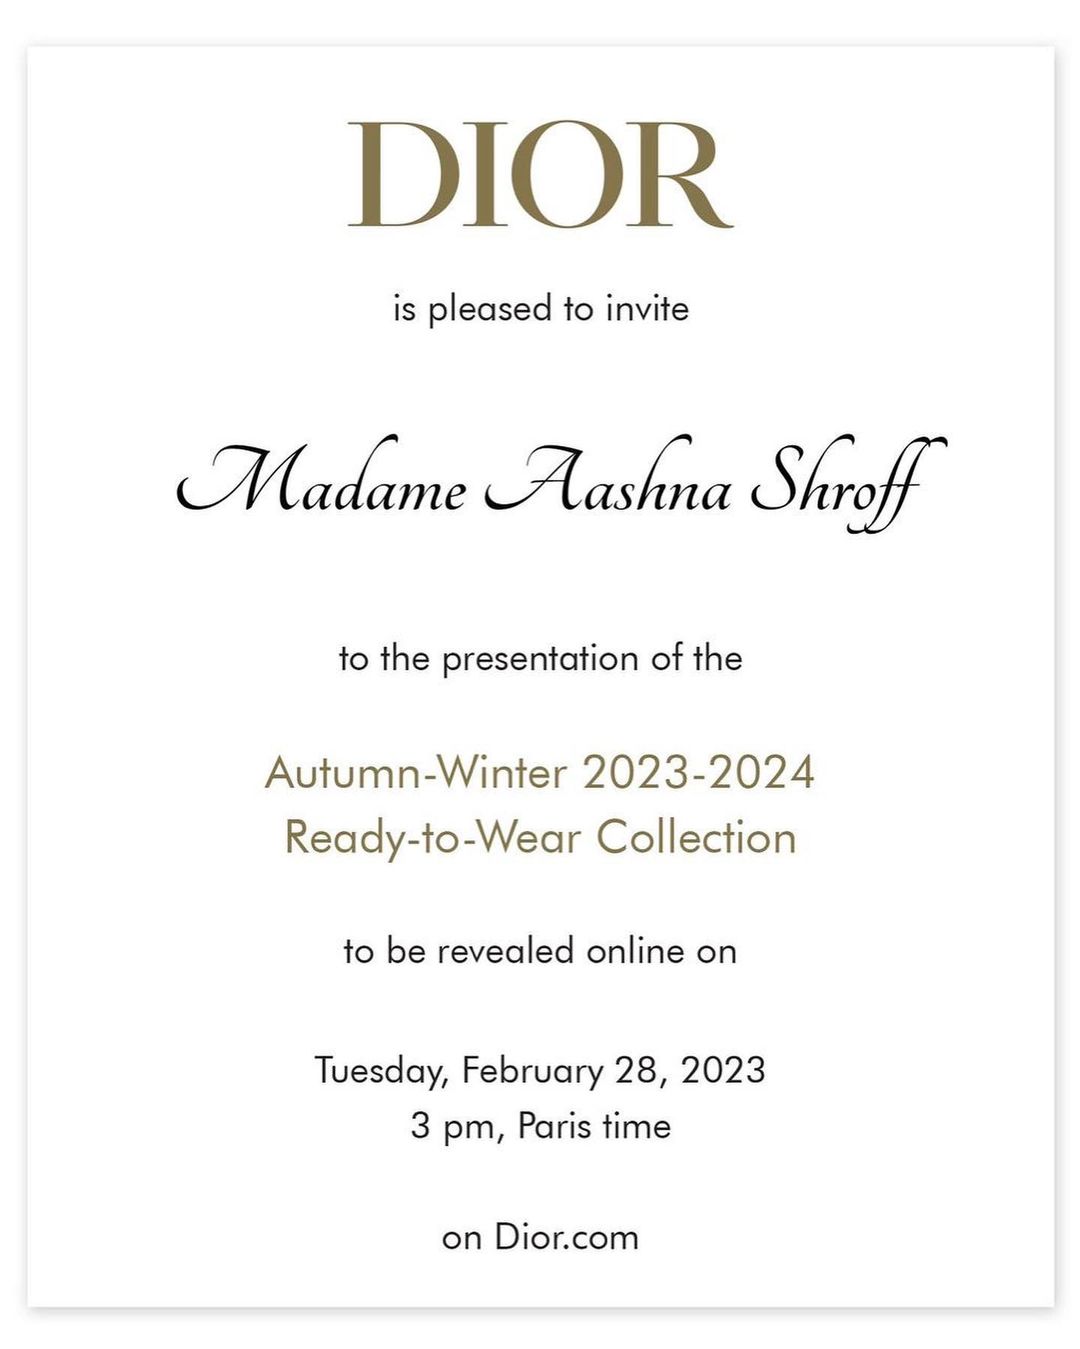 DIOR
is pleased to invite
Madame Aashna Shroff
to the presentation of the
Autumn-Winter 2023-2024
Ready-to-Wear Collection
to be revealed online on
Tuesday, February 28, 2023
3 pm, Paris time
on Dior.com